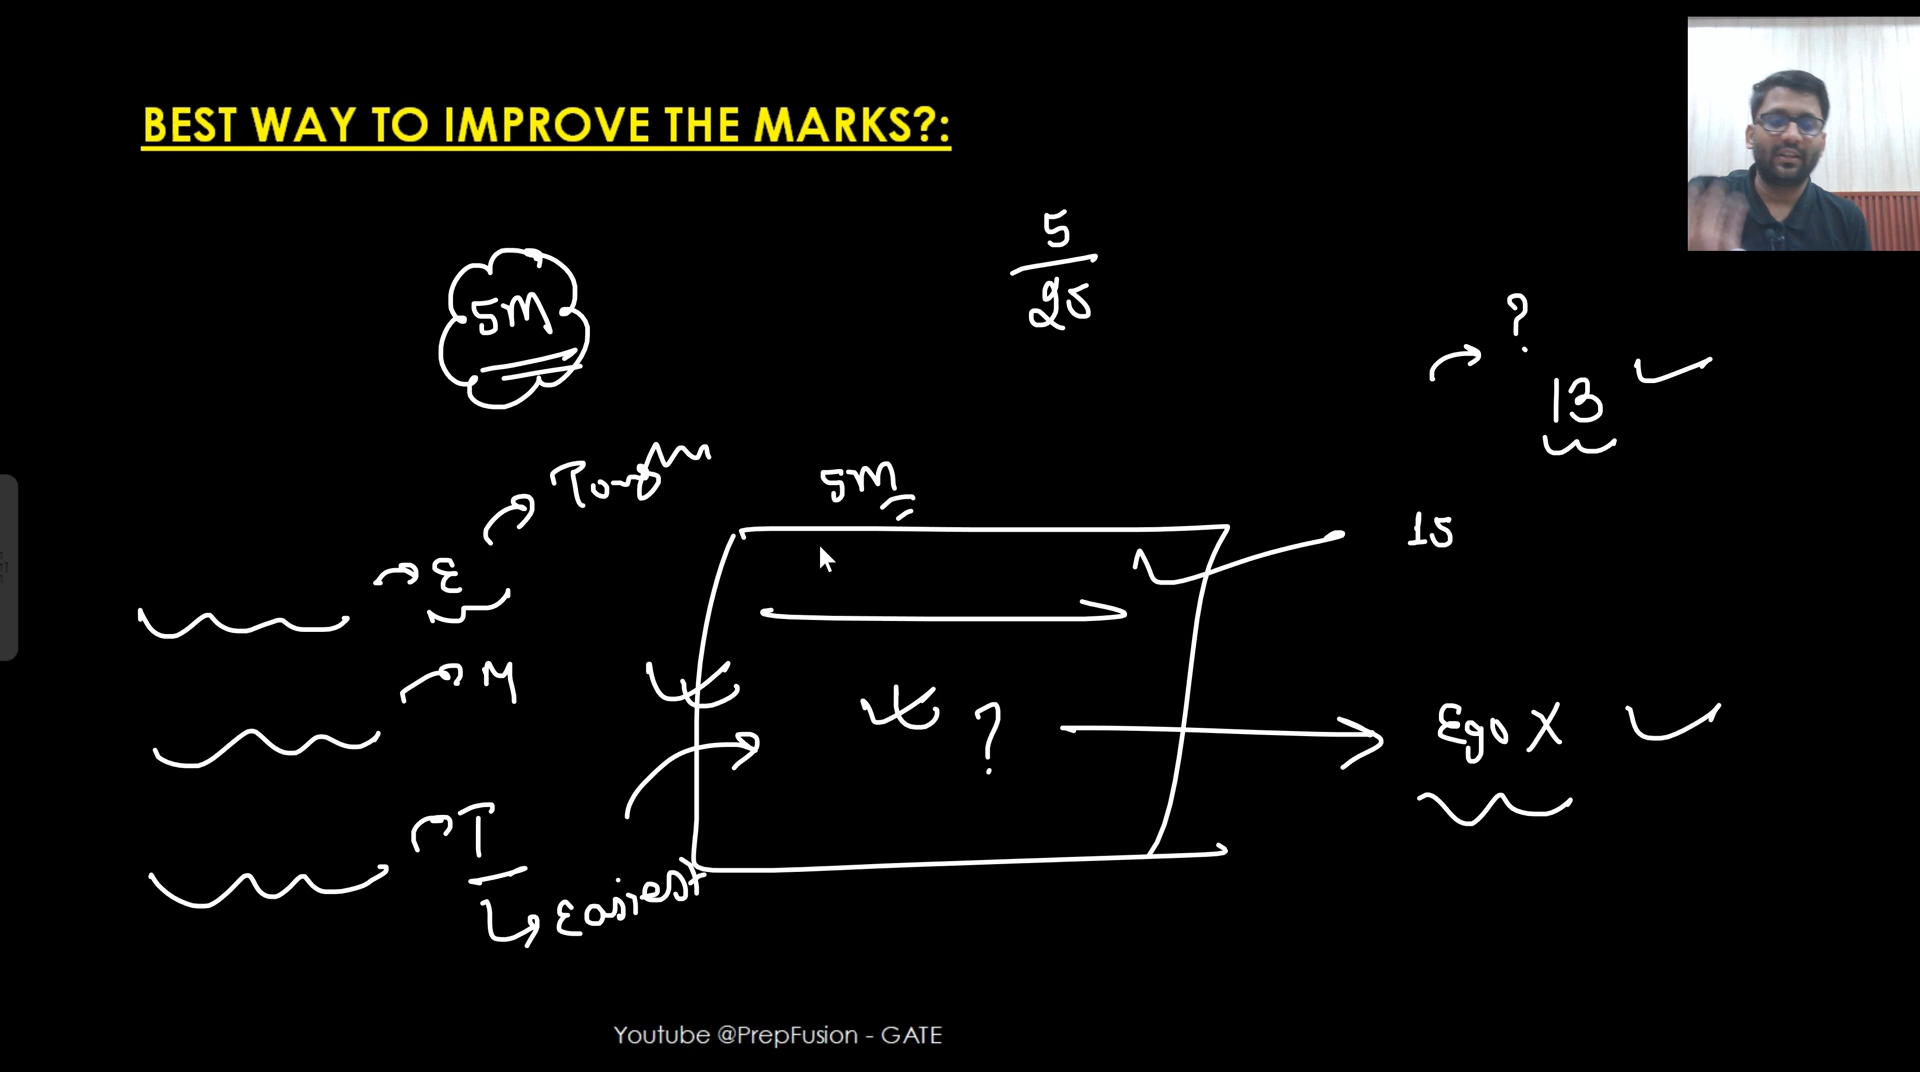 BEST WAY TO IMPROVE THE MARKS?:
5
25
5M
?
13
Tough
5M
15
E
M
?
Ego X
T
Easiest
Youtube @PrepFusion - GATE